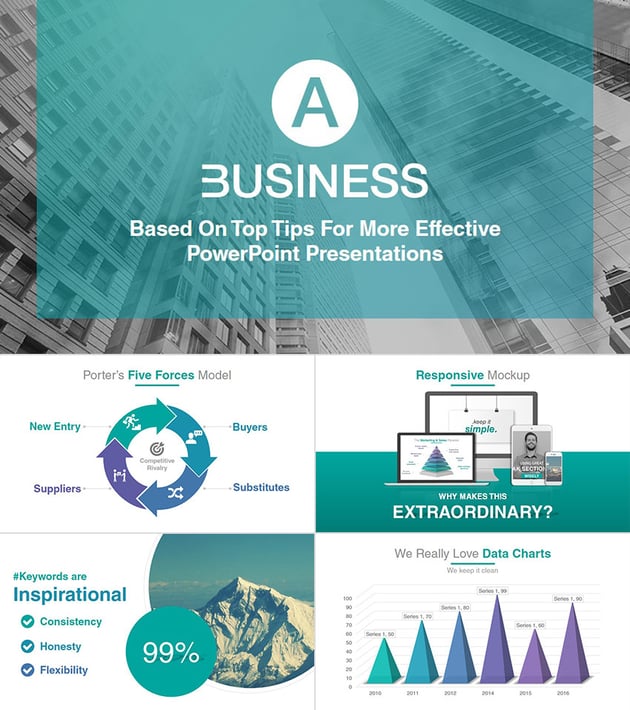 A
BUSINESS
Based On Top Tips For More Effective
PowerPoint Presentations
Porter's Five Forces Model
New Entry
Buyers
Competitive
Rivalry
Suppliers
Substitutes
Responsive Mockup
keep it
simple.
USING GREAT
WEEKLY
WHY MAKES THIS
EXTRAORDINARY?
#Keywords are
Inspirational
Consistency
Honesty
Flexibility
99%
We Really Love Data Charts
We keep it clean
100
90
80
70
60
50
40
30
20
10
0
Series 1, 50
Series 1, 70
Series 1, 80
Series 1, 99
Series 1, 60
Series 1, 90
2010
2011
2012
2014
2015
2016